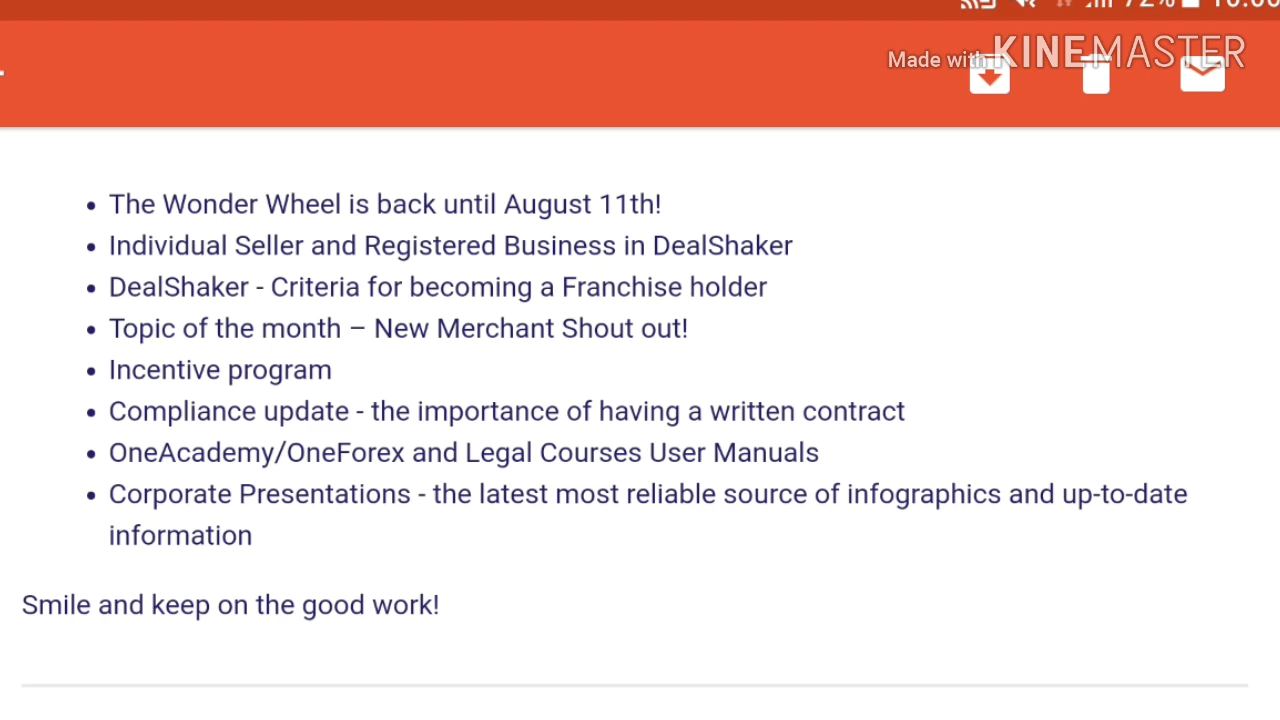 Made with KINEMASTER
• The Wonder Wheel is back until August 11th!
• Individual Seller and Registered Business in DealShaker
• DealShaker - Criteria for becoming a Franchise holder
• Topic of the month – New Merchant Shout out!
• Incentive program
• Compliance update - the importance of having a written contract
• OneAcademy/OneForex and Legal Courses User Manuals
• Corporate Presentations - the latest most reliable source of infographics and up-to-date
information
Smile and keep on the good work!